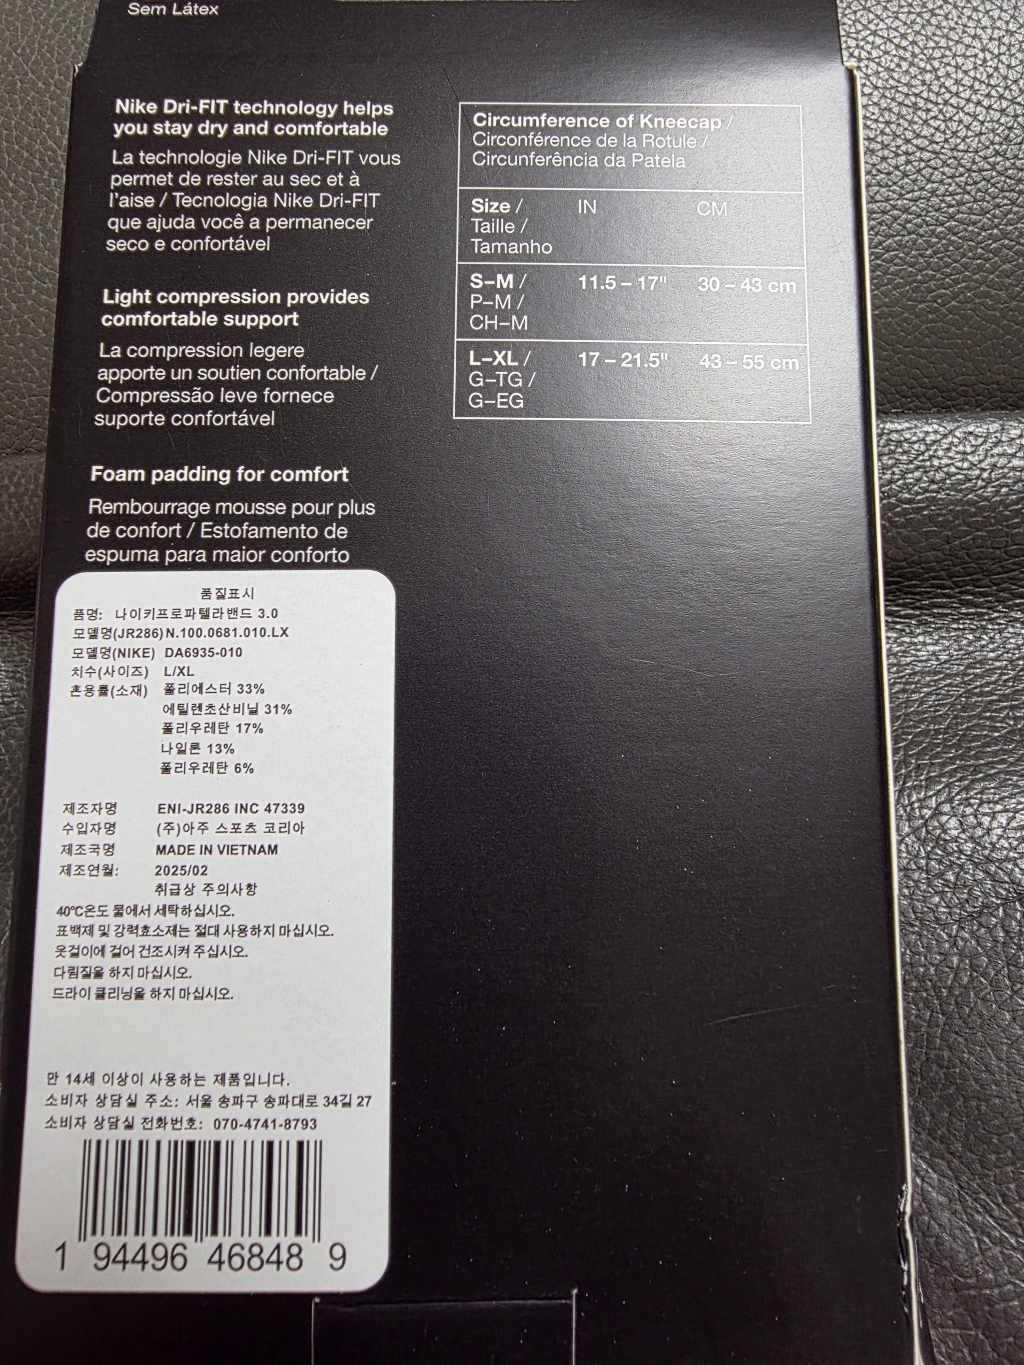 Sem Látex
Nike Dri-FIT technology helps
you stay dry and comfortable
La technologie Nike Dri-FIT vous
permet de rester au sec et à
l'aise / Tecnologia Nike Dri-FIT
que ajuda você a permanecer
seco e confortável
Light compression provides
comfortable support
La compression legere
apporte un soutien confortable /
Compressão leve fornece
suporte confortável
Foam padding for comfort
Rembourrage mousse pour plus
de confort / Estofamento de
espuma para maior conforto
Circumference of Kneecap /
Circonférence de la Rotule /
Circunferência da Patela
Size / IN CM
Taille /
Tamanho
S–M / 11.5 – 17" 30 – 43 cm
P–M /
CH–M
L–XL / 17 – 21.5" 43 – 55 cm
G–TG /
G–EG
품질표시
품명: 나이키프로파텔라밴드 3.0
모델명(JR286) N.100.0681.010.LX
모델명(NIKE) DA6935-010
치수(사이즈) L/XL
혼용률(소재) 폴리에스터 33%
에틸렌초산비닐 31%
폴리우레탄 17%
나일론 13%
폴리우레탄 6%
제조자명 ENI-JR286 INC 47339
수입자명 (주)아주 스포츠 코리아
제조국명 MADE IN VIETNAM
제조연월: 2025/02
취급상 주의사항
40℃온도 물에서 세탁하십시오.
표백제 및 강력효소제는 절대 사용하지 마십시오.
옷걸이에 걸어 건조시켜 주십시오.
다림질을 하지 마십시오.
드라이 클리닝을 하지 마십시오.
만 14세 이상이 사용하는 제품입니다.
소비자 상담실 주소: 서울 송파구 송파대로 34길 27
소비자 상담실 전화번호: 070-4741-8793
1 94496 46848 9